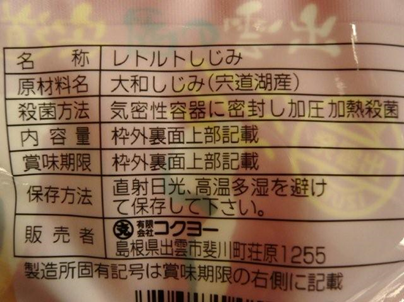 名称 レトルトしじみ
原材料名 大和しじみ(宍道湖産)
殺菌方法 気密性容器に密封し加圧加熱殺菌
内容量 枠外裏面上部記載
賞味期限 枠外裏面上部記載
保存方法 直射日光、高温多湿を避け
て保存して下さい。
販売者 有限会社コクヨー
島根県出雲市斐川町荘原1255
製造所固有記号は賞味期限の右側に記載